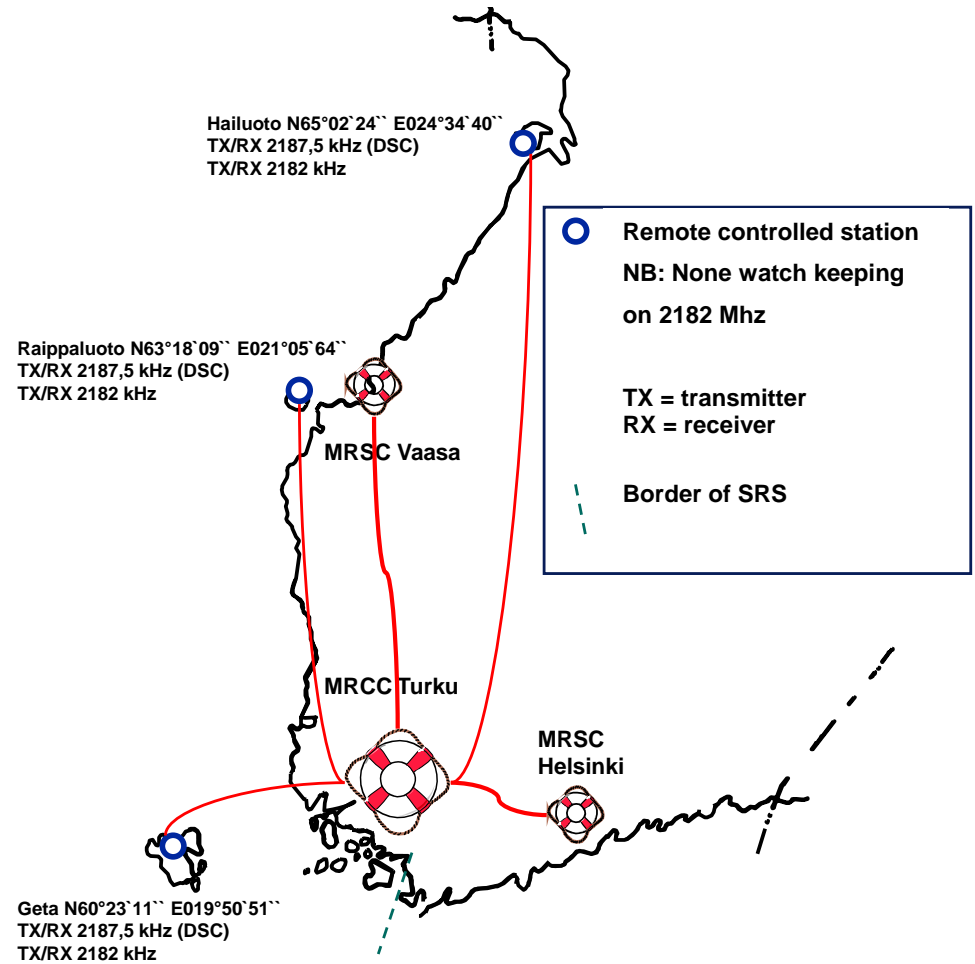 Hailuoto N65°02`24`` E024°34`40``
TX/RX 2187,5 kHz (DSC)
TX/RX 2182 kHz
Remote controlled station
NB: None watch keeping
on 2182 Mhz
TX = transmitter
RX = receiver
Border of SRS
Raippaluoto N63°18`09`` E021°05`64``
TX/RX 2187,5 kHz (DSC)
TX/RX 2182 kHz
MRSC Vaasa
MRCC Turku
MRSC
Helsinki
Geta N60°23`11`` E019°50`51``
TX/RX 2187,5 kHz (DSC)
TX/RX 2182 kHz